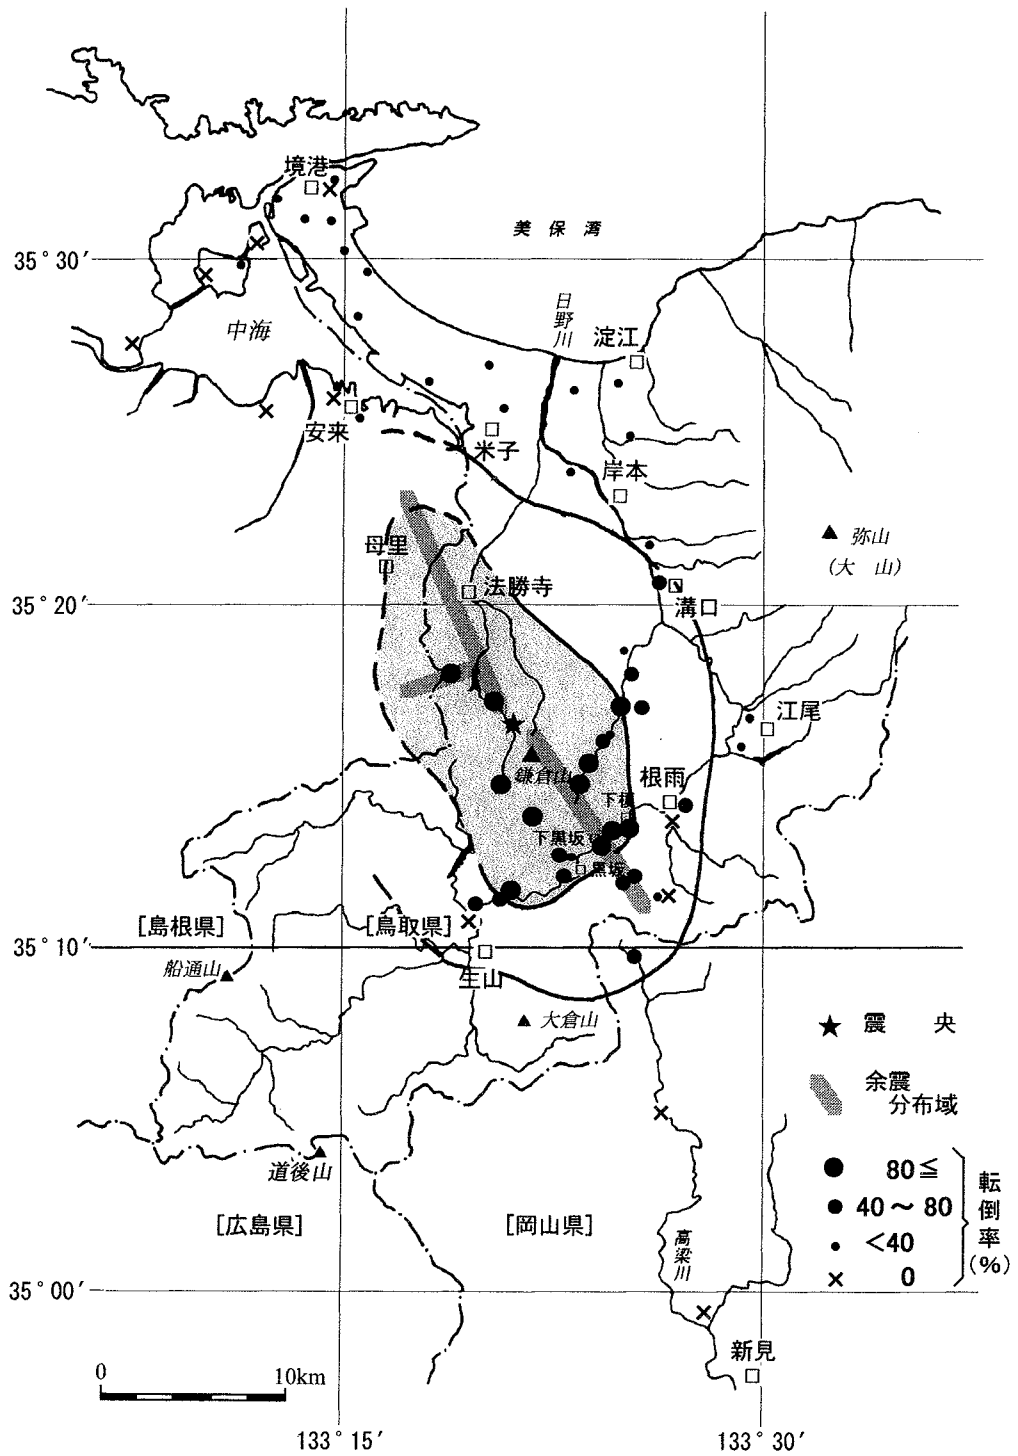 境港
美 保 湾
35°30′
日野川
中海
淀江
安来
米子
岸本
母里
弥山
(大 山)
法勝寺
35°20′
溝口
江尾
鎌倉山
根雨
下榎
下黒坂
黒坂
[島根県]
[鳥取県]
35°10′
船通山
生山
大倉山
★ 震 央
余震
分布域
道後山
80≦
40～80
<40
0
転倒率
(%)
[広島県]
[岡山県]
高梁川
35°00′
新見
0 10km
133°15′
133°30′